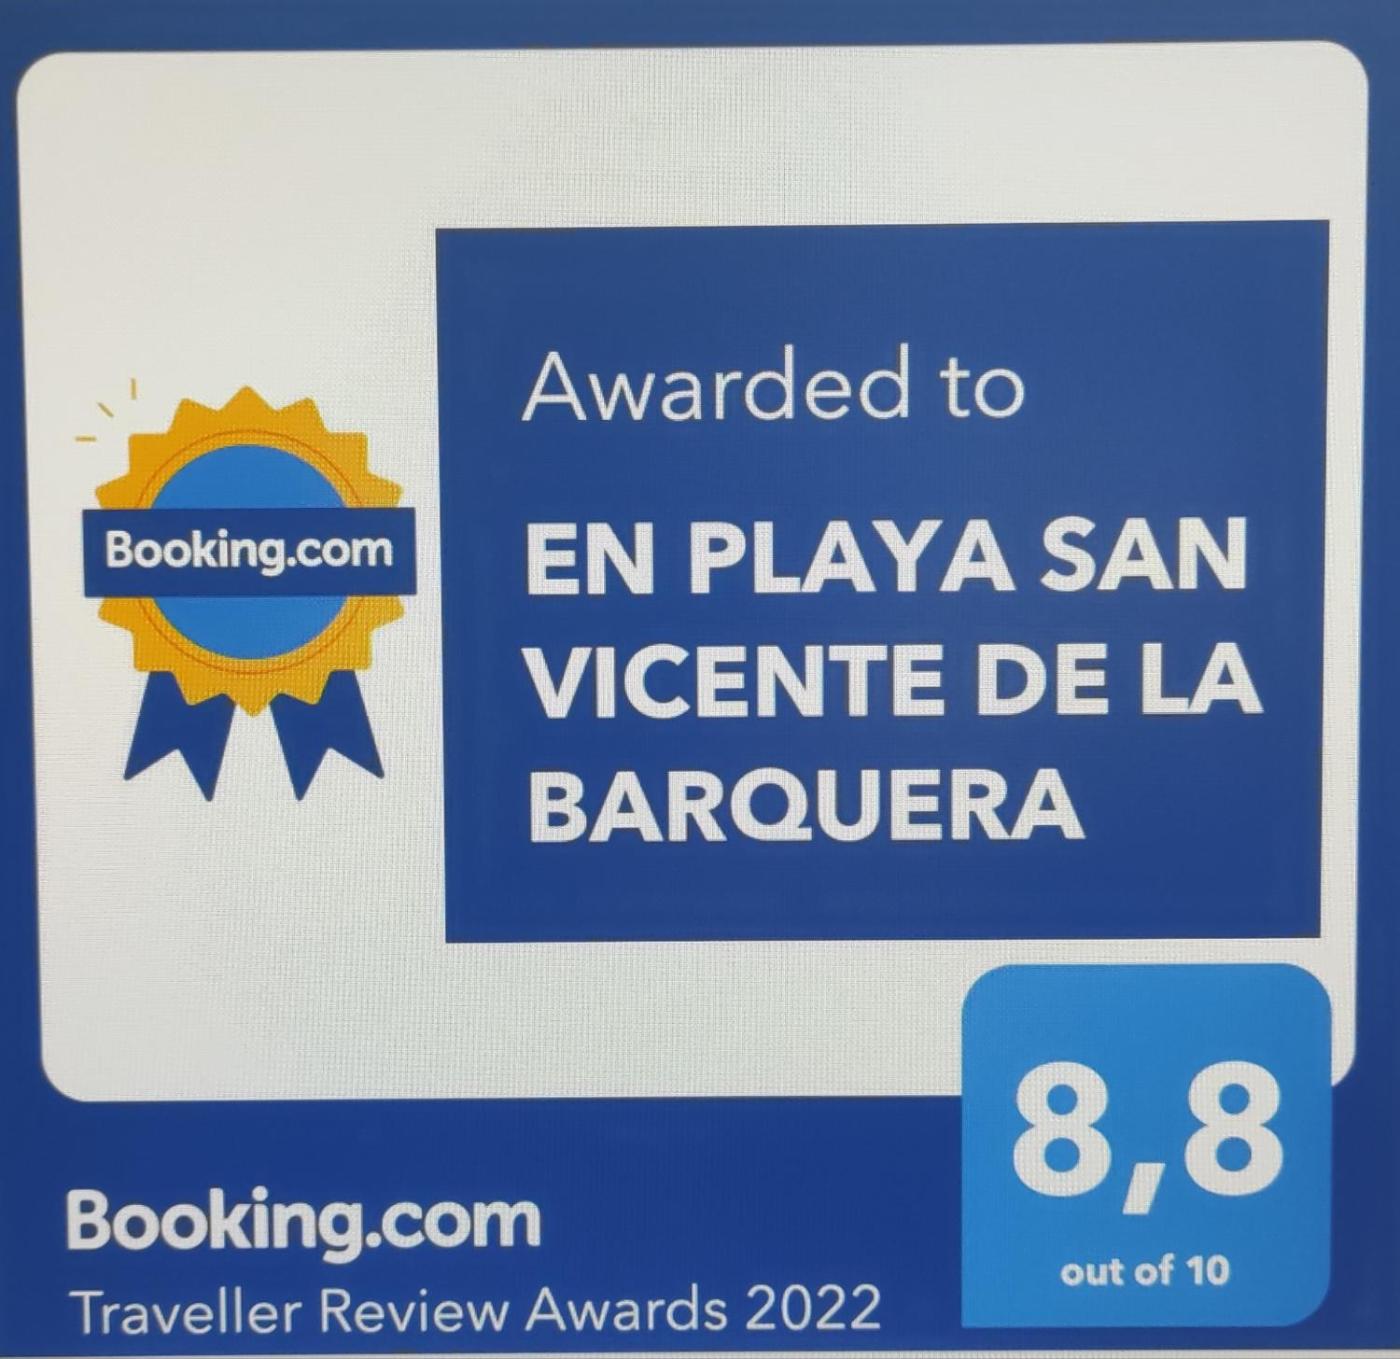 Awarded to
EN PLAYA SAN
VICENTE DE LA
BARQUERA
Booking.com
8,8
out of 10
Booking.com
Traveller Review Awards 2022